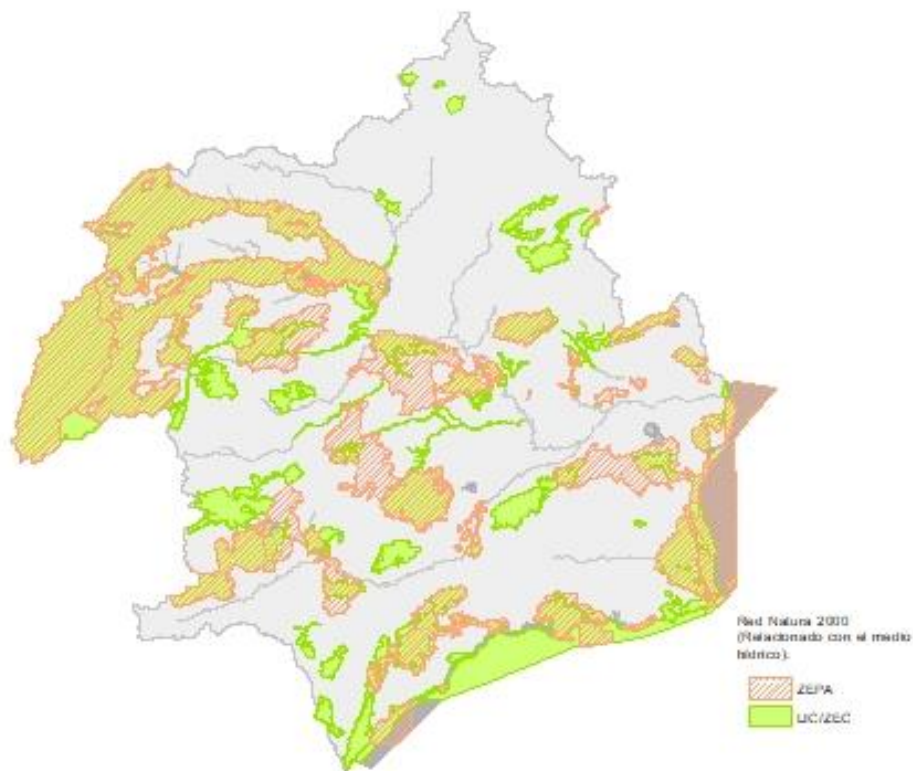 Red Natura 2000
(Relacionado con el medio
hídrico).
ZEPA
LIC/ZEC